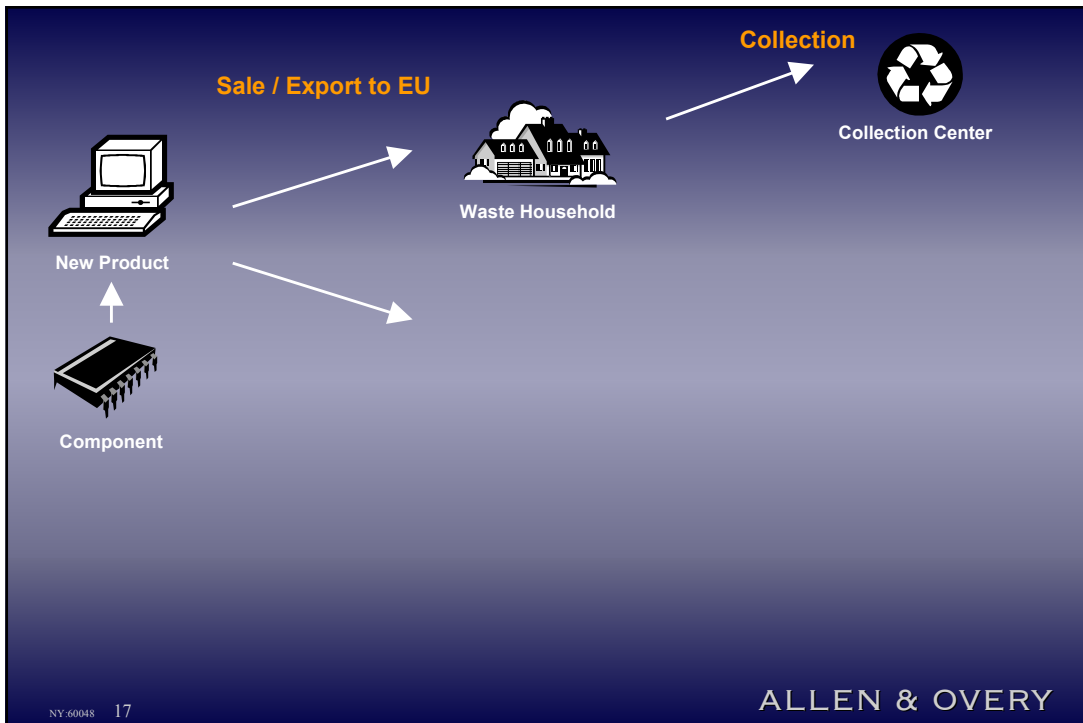 Collection
Sale / Export to EU
Collection Center
Waste Household
New Product
Component
NY:60048 17
ALLEN & OVERY